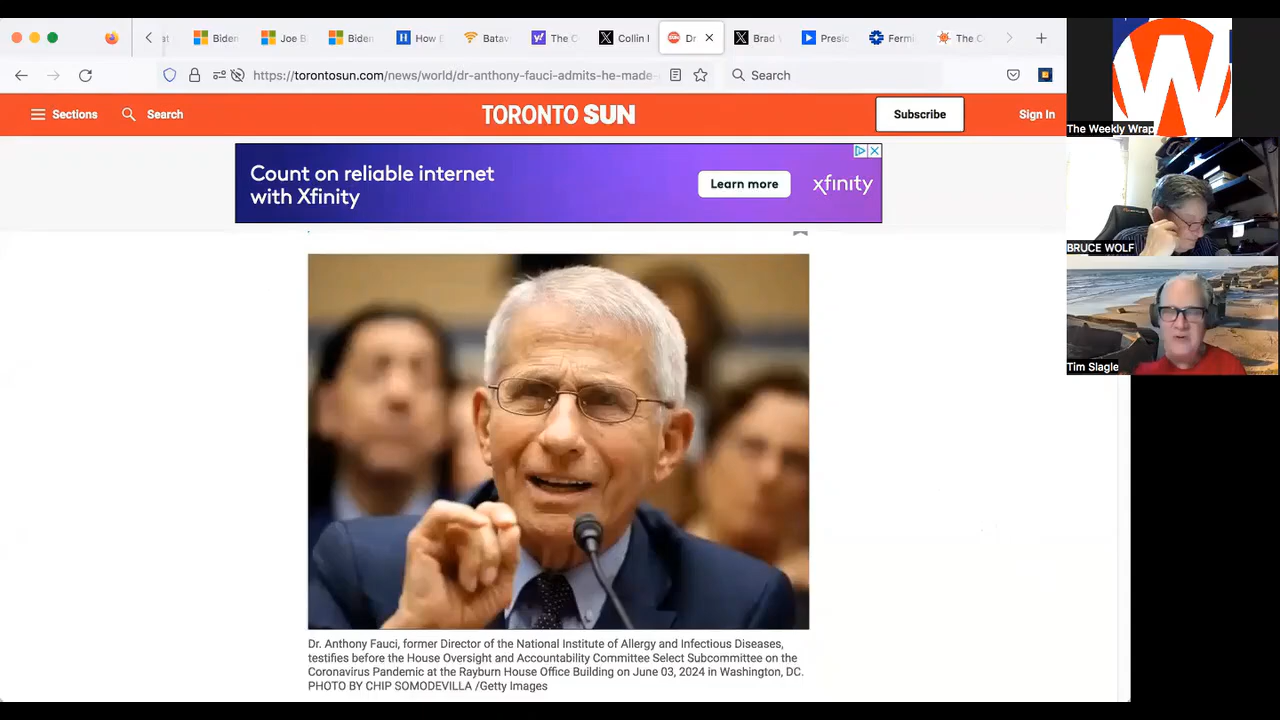 at
Biden
Joe B
Biden
How E
Batav
The C
Collin I
Dr
Brad
Presic
Fermi
The C
https://torontosun.com/news/world/dr-anthony-fauci-admits-he-made-
Search
Sections
Search
TORONTO SUN
Subscribe
Sign In
Count on reliable internet
with Xfinity
Learn more
xfinity
Dr. Anthony Fauci, former Director of the National Institute of Allergy and Infectious Diseases,
testifies before the House Oversight and Accountability Committee Select Subcommittee on the
Coronavirus Pandemic at the Rayburn House Office Building on June 03, 2024 in Washington, DC.
PHOTO BY CHIP SOMODEVILLA /Getty Images
W
The Weekly Wrap
BRUCE WOLF
Tim Slagle